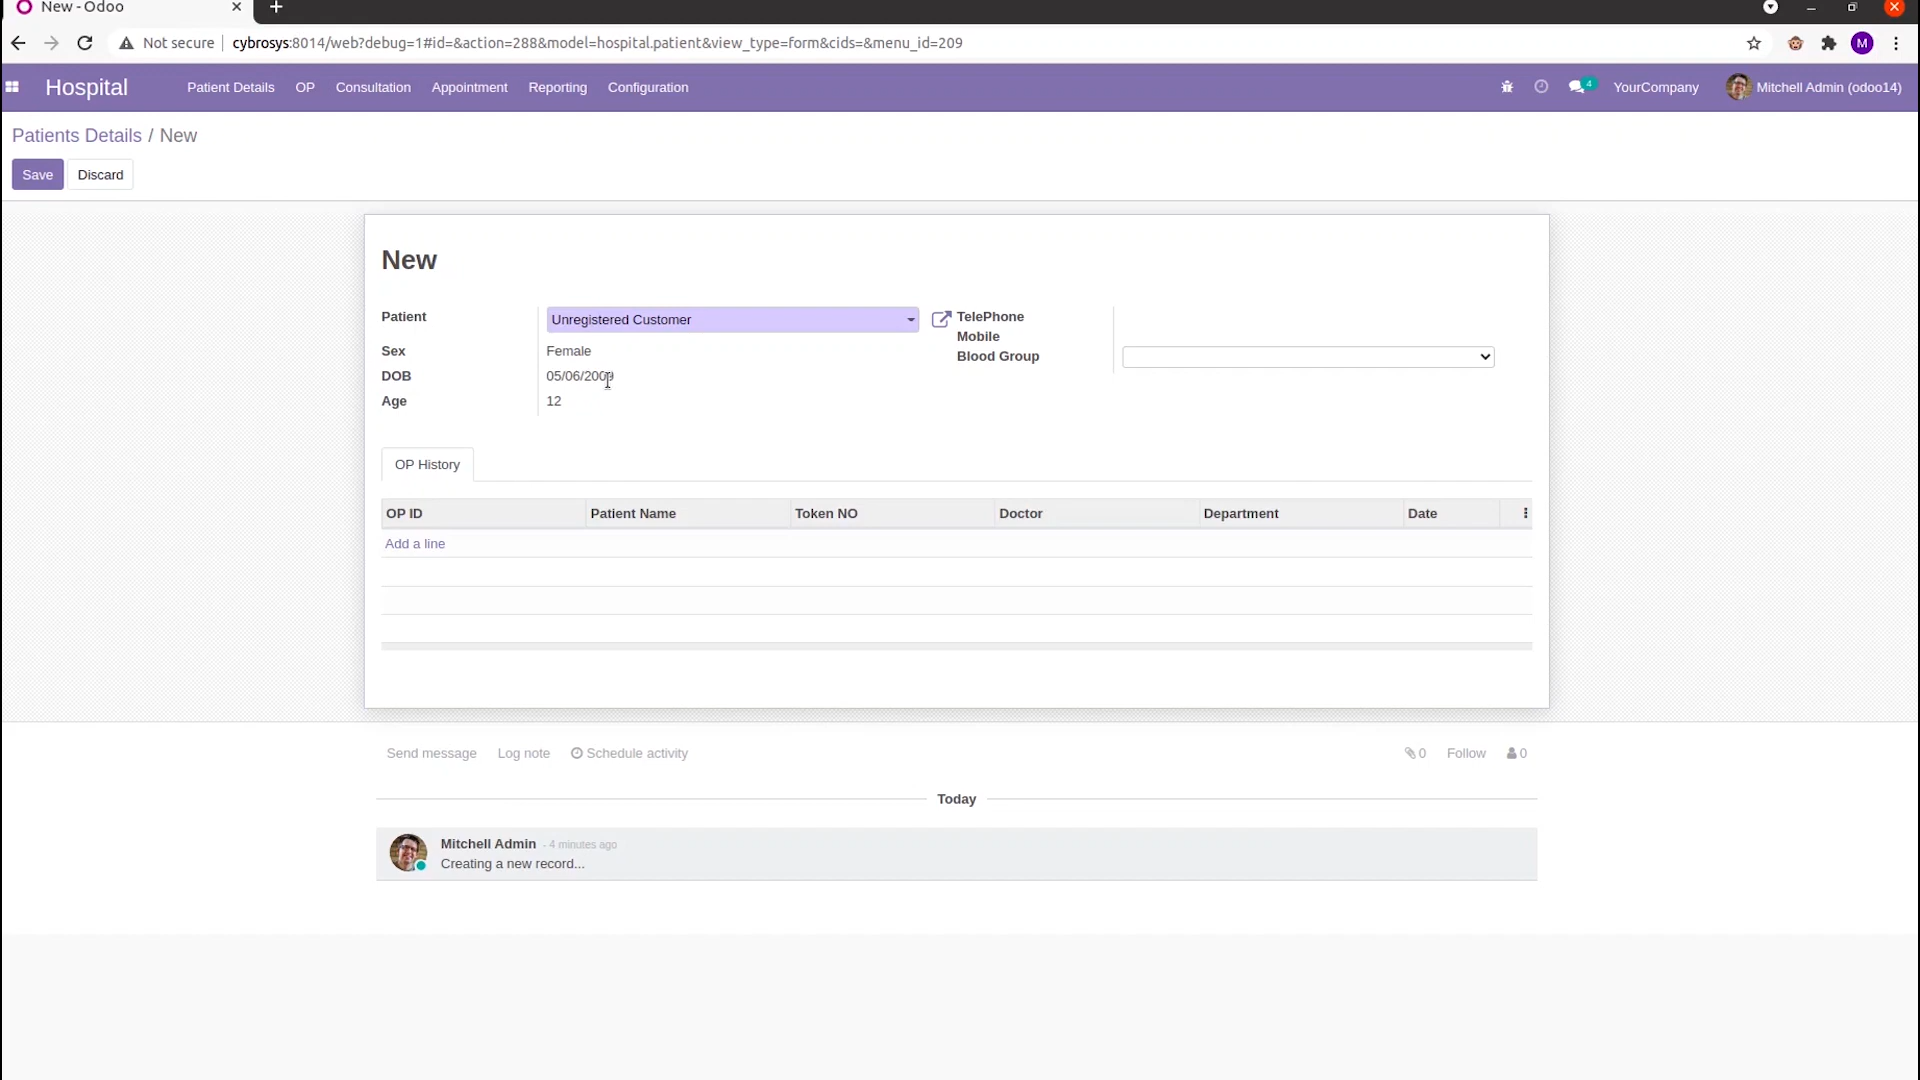 New - Odoo
Not secure cybrosys:8014/web?debug=1#id=&action=288&model=hospital.patient&view_type=form&cids=&menu_id=209
M
Hospital Patient Details OP Consultation Appointment Reporting Configuration 4 YourCompany Mitchell Admin (odoo14)
Patients Details / New
Save Discard
New
Patient Unregistered Customer TelePhone
Mobile
Sex Female Blood Group
DOB 05/06/2009
Age 12
OP History
OP ID Patient Name Token NO Doctor Department Date
Add a line
Send message Log note Schedule activity 0 Follow 0
Today
Mitchell Admin - 4 minutes ago
Creating a new record...